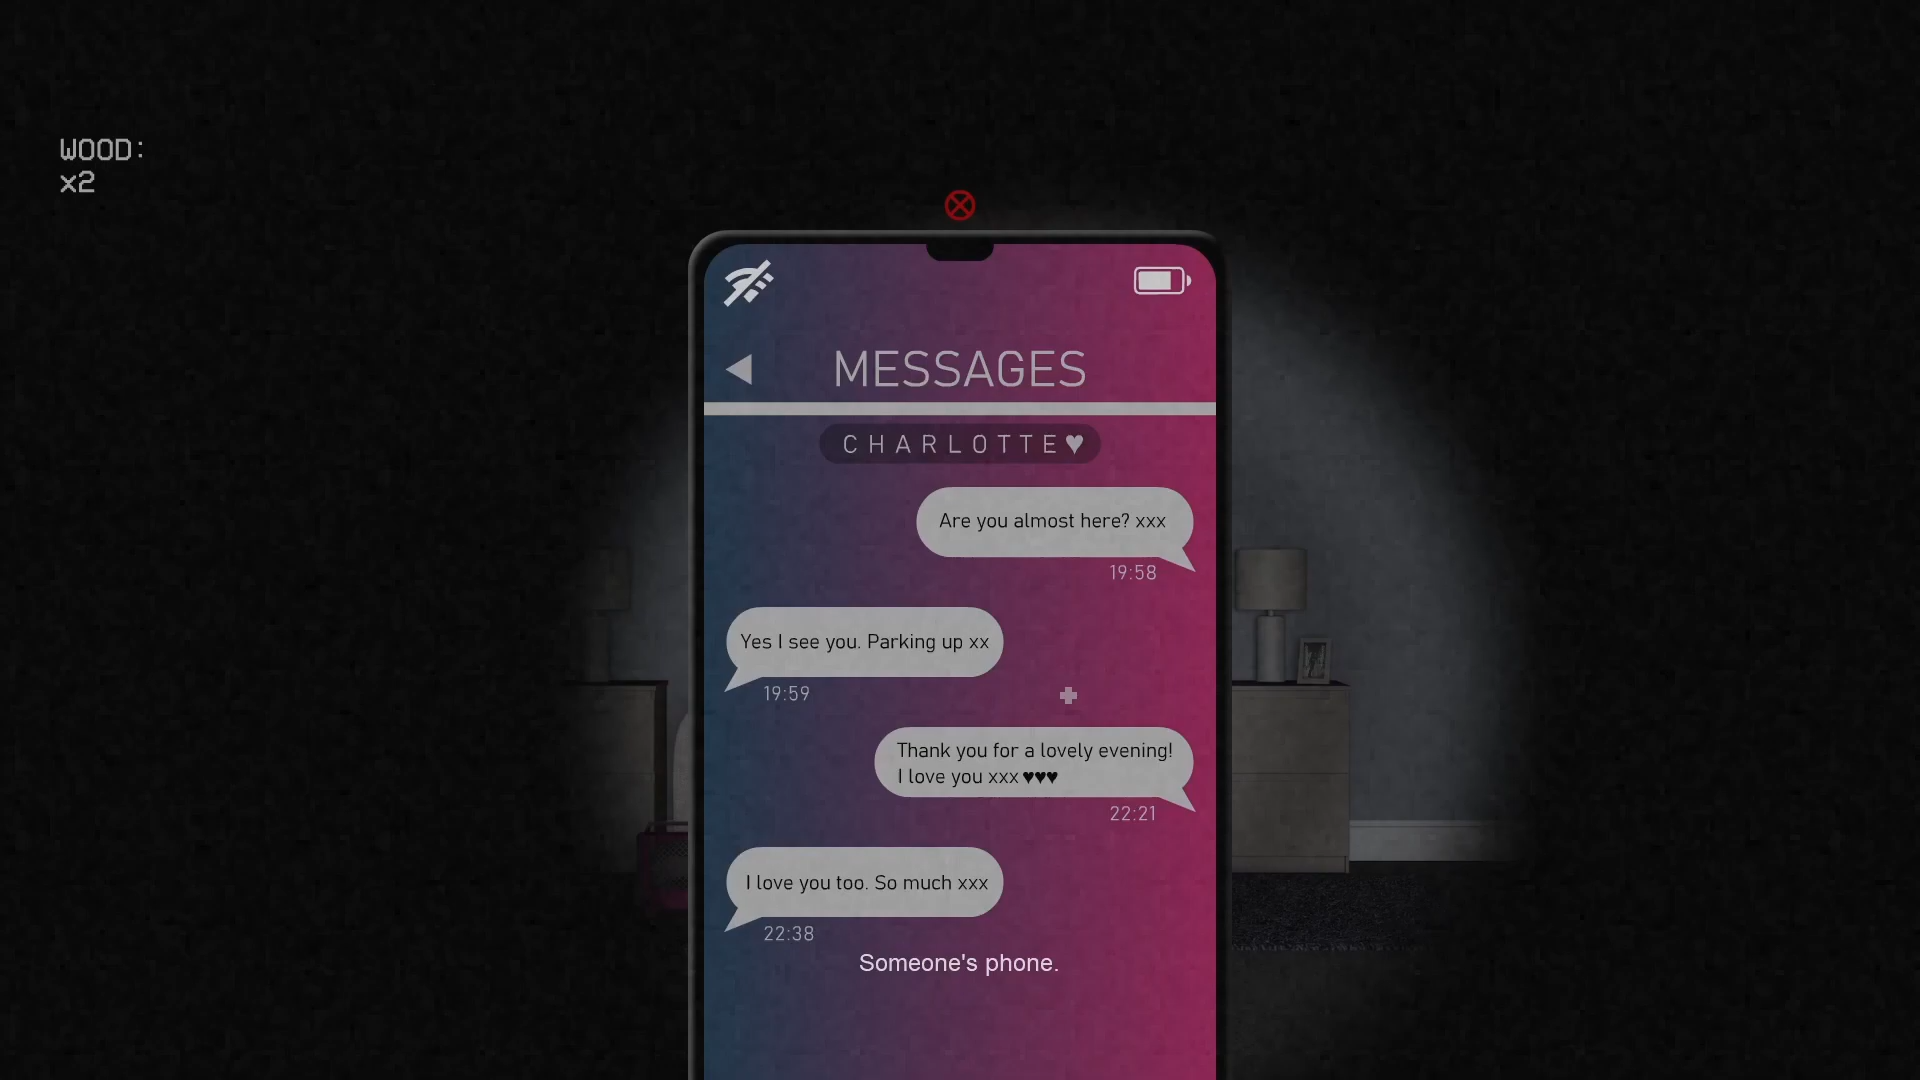 WOOD:
x2
MESSAGES
CHARLOTTE♥
Are you almost here? xxx
19:58
Yes I see you. Parking up xx
19:59
Thank you for a lovely evening!
I love you xxx ♥♥♥
22:21
I love you too. So much xxx
22:38
Someone's phone.